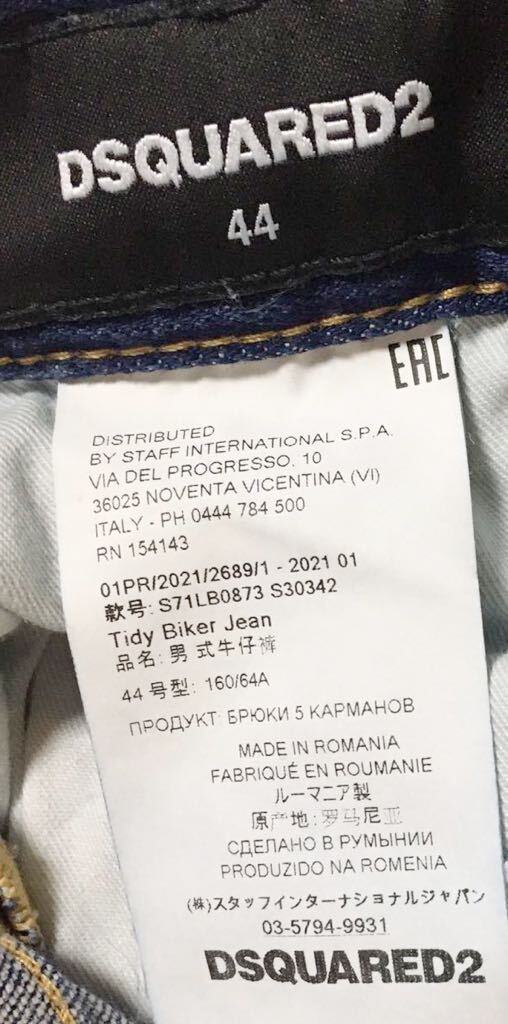 DSQUARED2
44
EAC
DISTRIBUTED
BY STAFF INTERNATIONAL S.P.A.
VIA DEL PROGRESSO, 10
36025 NOVENTA VICENTINA (VI)
ITALY - PH 0444 784 500
RN 154143
01PR/2021/2689/1 - 2021 01
款号: S71LB0873 S30342
Tidy Biker Jean
品名: 男 式牛仔裤
44 号型: 160/64A
ПРОДУКТ: БРЮКИ 5 КАРМАНОВ
MADE IN ROMANIA
FABRIQUÉ EN ROUMANIE
ルーマニア製
原产地: 罗马尼亚
СДЕЛАНО В РУМЫНИИ
PRODUZIDO NA ROMENIA
(株)スタッフインターナショナルジャパン
03-5794-9931
DSQUARED2